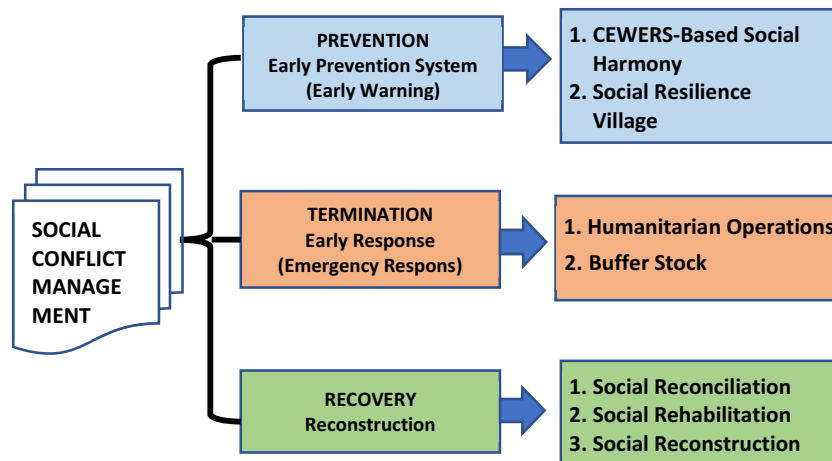 SOCIAL
CONFLICT
MANAGE
MENT
PREVENTION
Early Prevention System
(Early Warning)
1. CEWERS-Based Social
Harmony
2. Social Resilience
Village
TERMINATION
Early Response
(Emergency Respons)
1. Humanitarian Operations
2. Buffer Stock
RECOVERY
Reconstruction
1. Social Reconciliation
2. Social Rehabilitation
3. Social Reconstruction